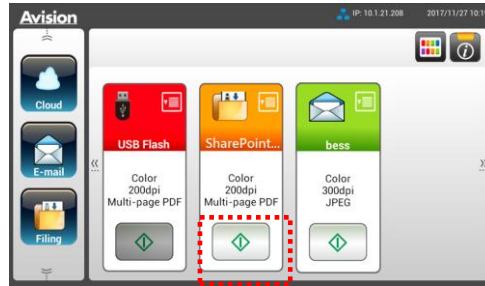 Avision
IP: 10.1.21.208 2017/11/27 10:19
Cloud
E-mail
Filing
USB Flash
Color
200dpi
Multi-page PDF
SharePoint...
Color
200dpi
Multi-page PDF
bess
Color
300dpi
JPEG